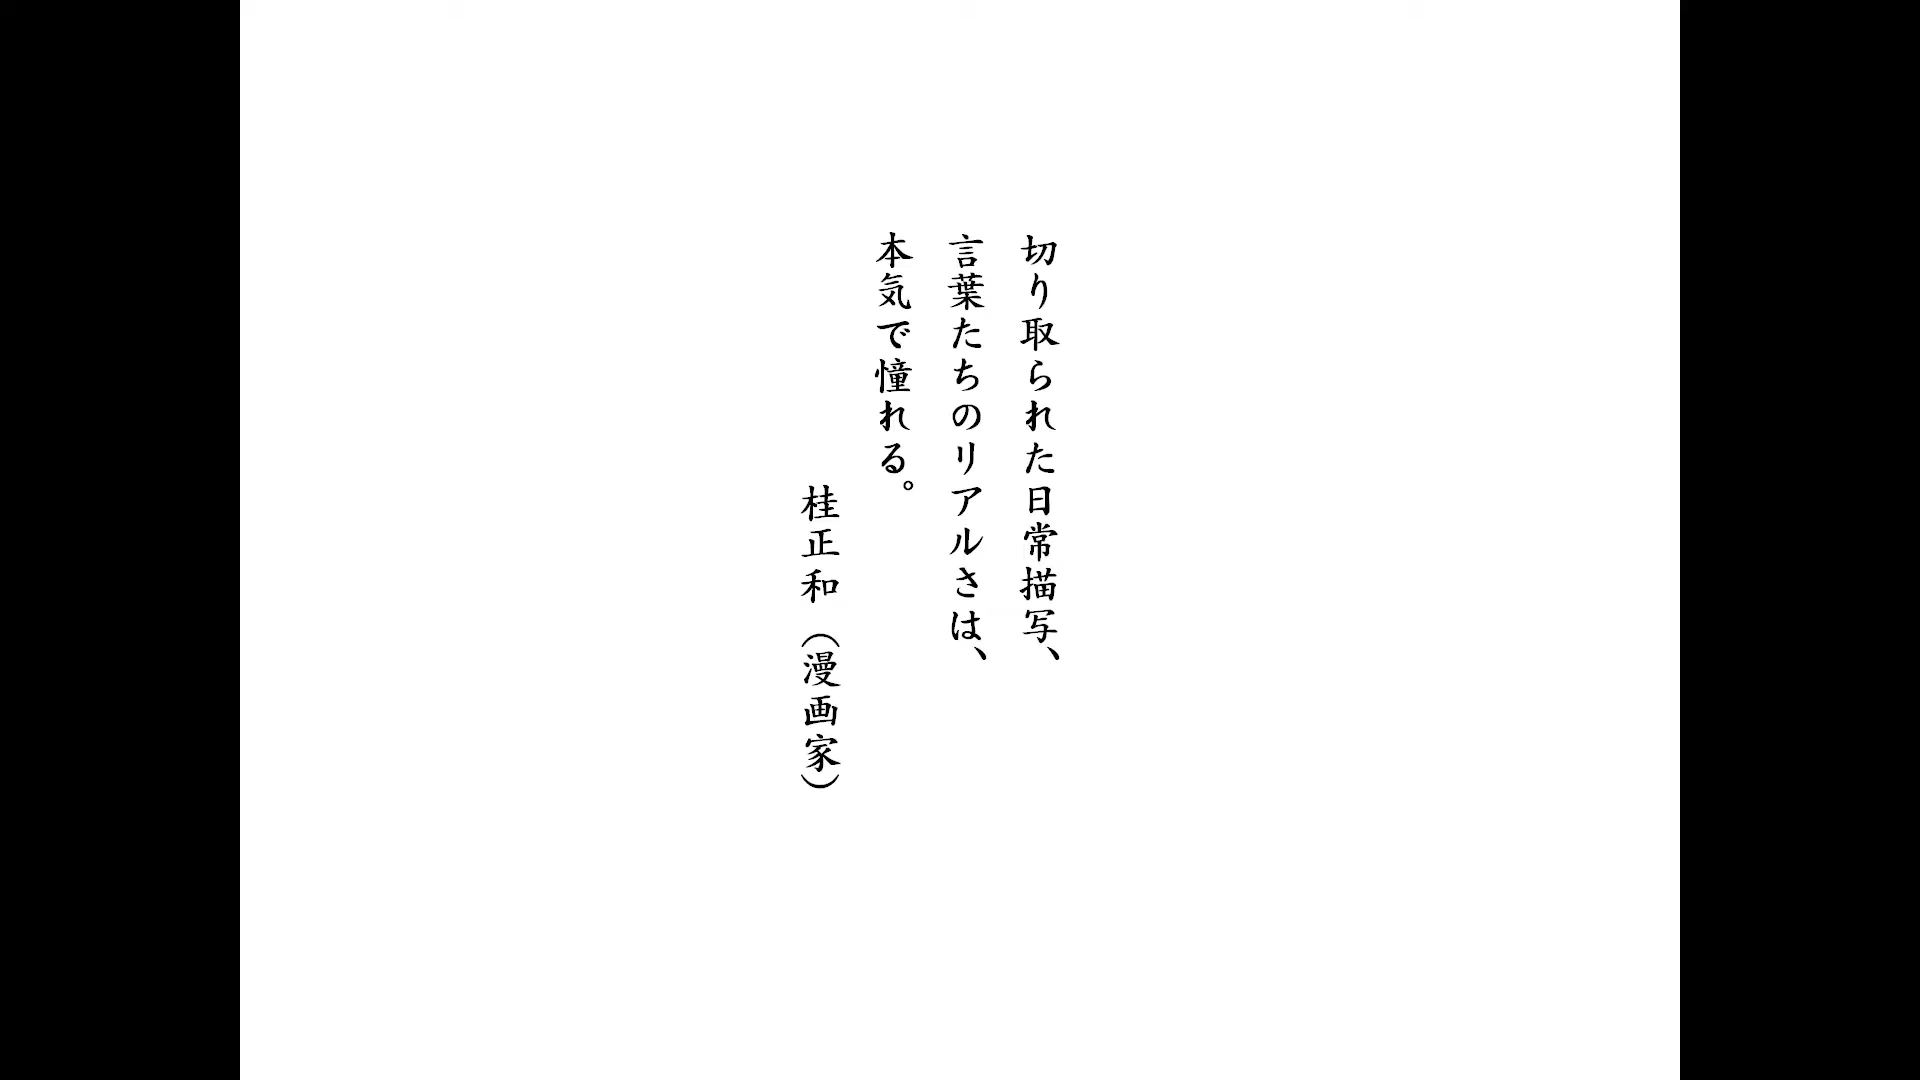 切り取られた日常描写、
言葉たちのリアルさは、
本気で憧れる。
桂正和（漫画家）